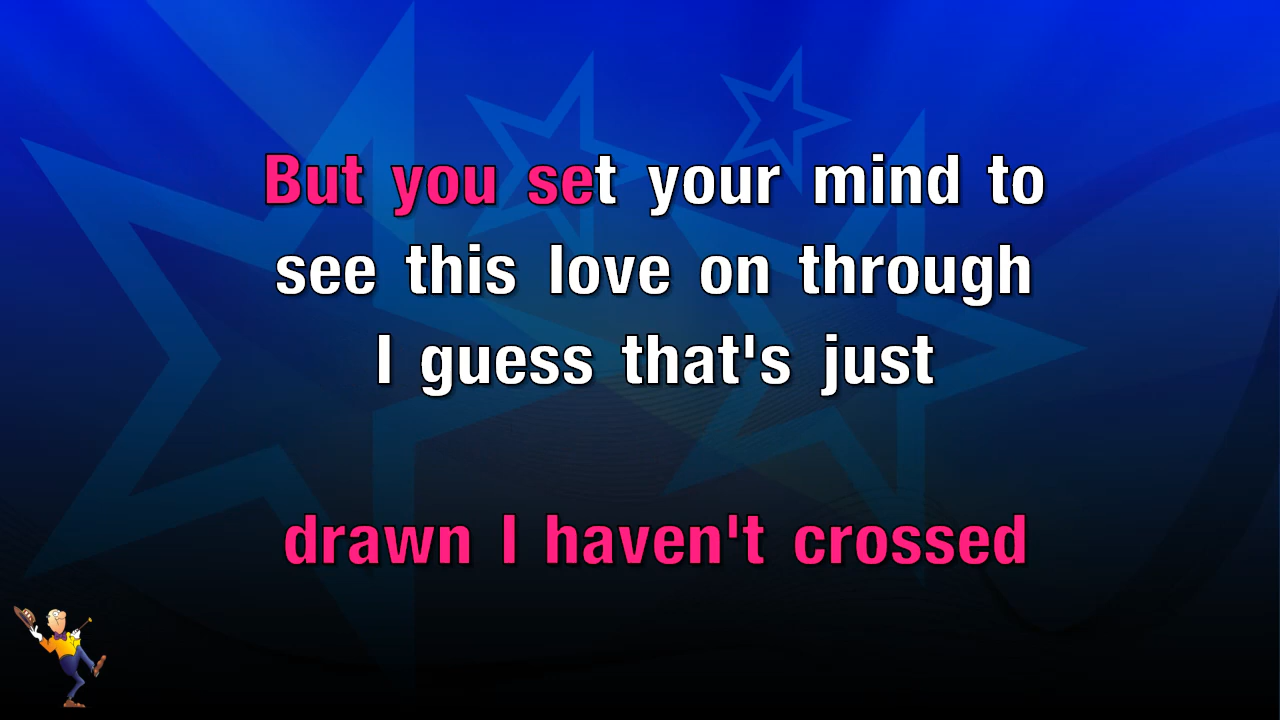 But you set your mind to
see this love on through
I guess that's just
drawn I haven't crossed